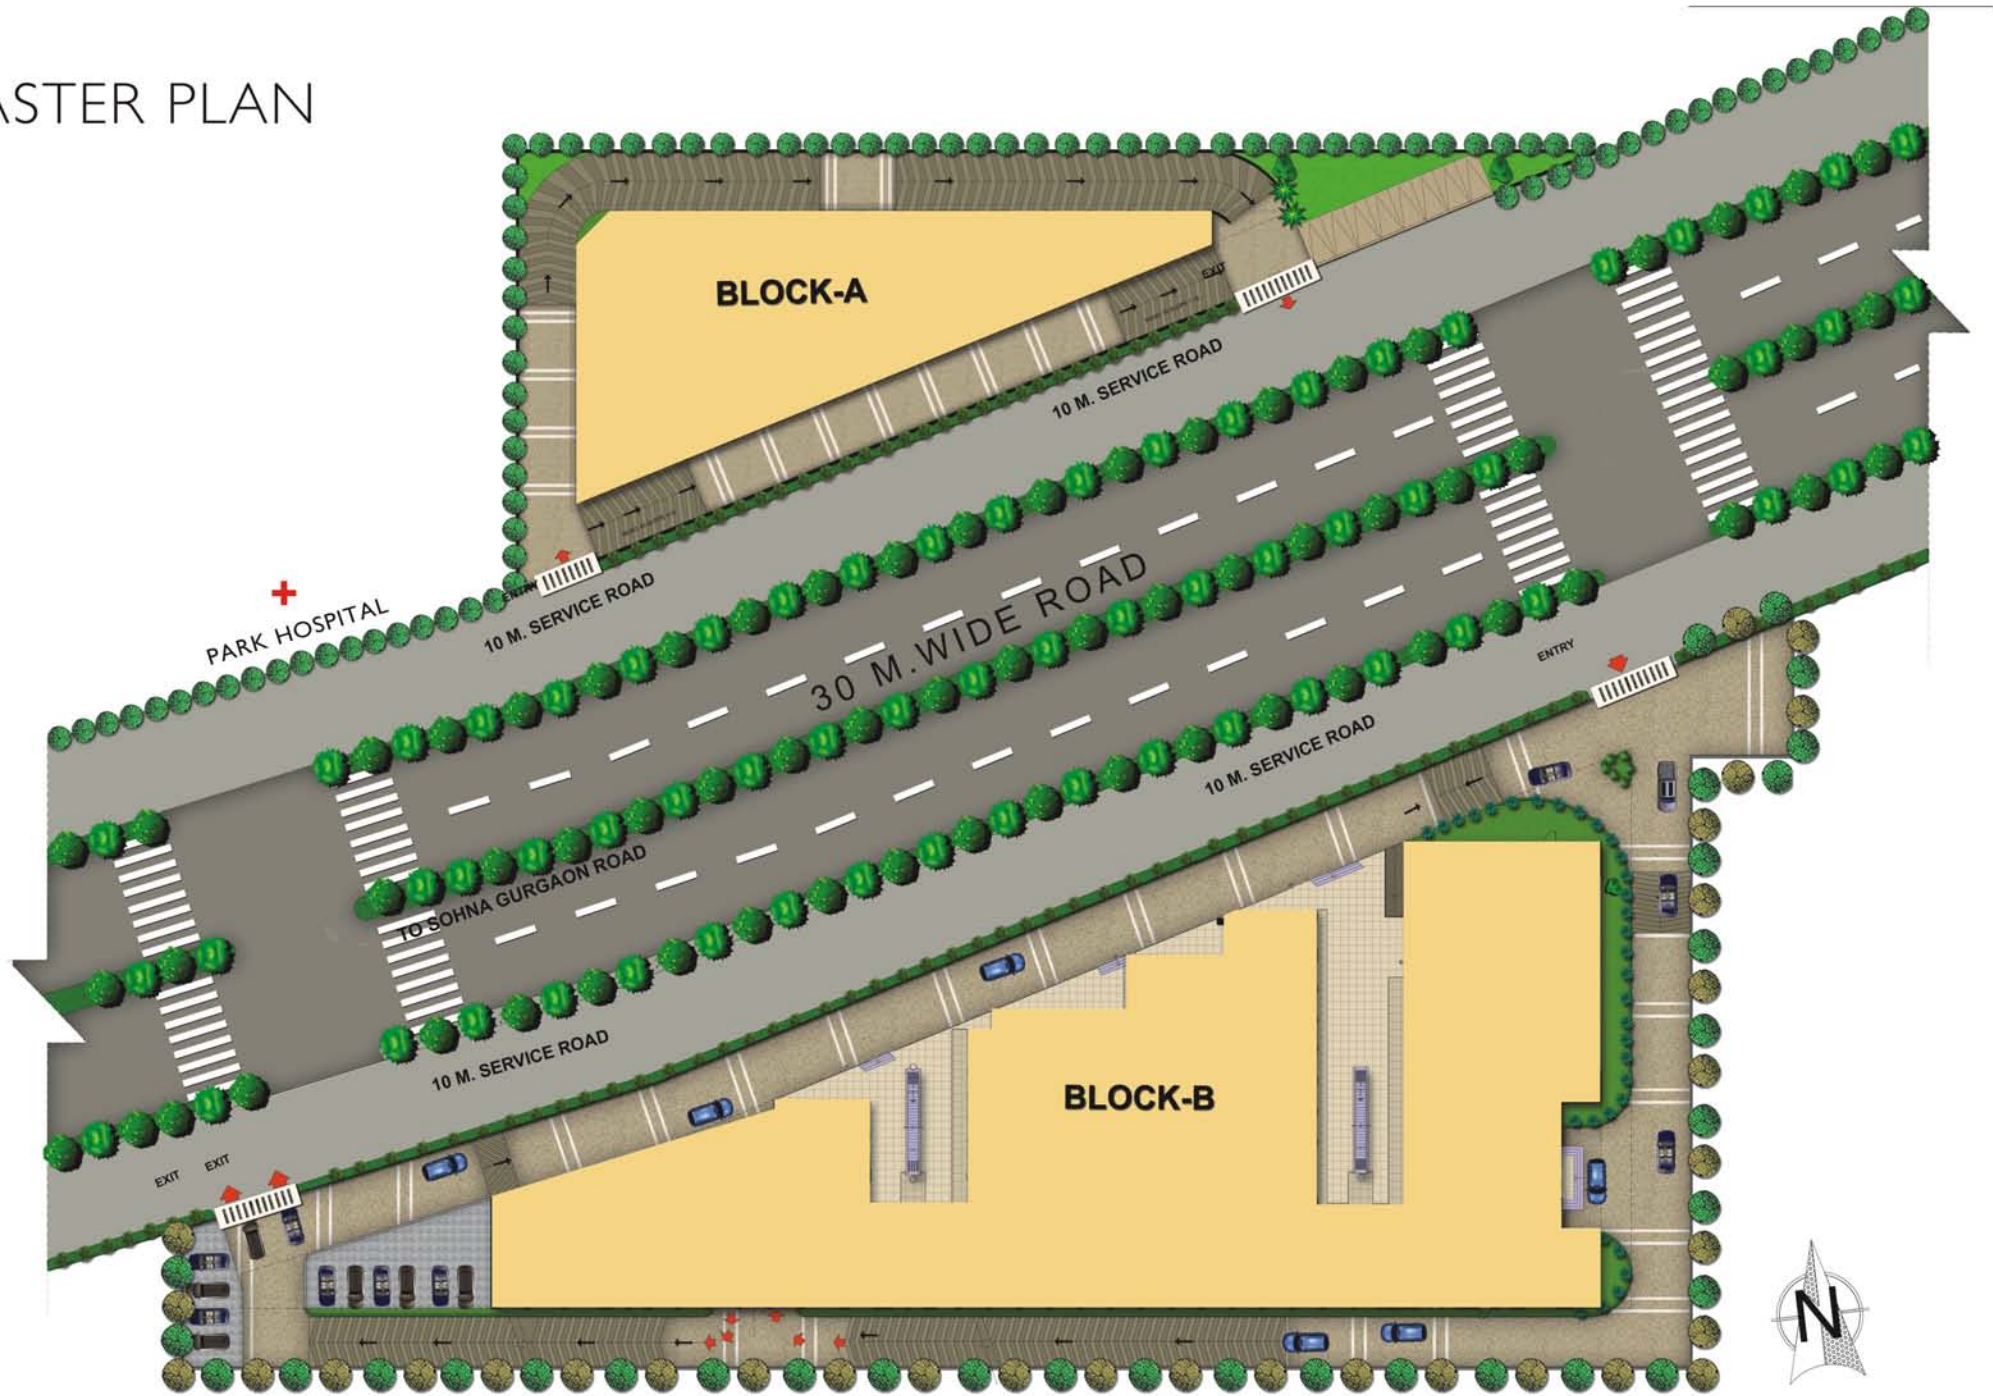 ASTER PLAN
BLOCK-A
EXIT
10 M. SERVICE ROAD
ENTRY
10 M. SERVICE ROAD
PARK HOSPITAL
30 M. WIDE ROAD
ENTRY
10 M. SERVICE ROAD
TO SOHNA GURGAON ROAD
10 M. SERVICE ROAD
BLOCK-B
EXIT
EXIT
N